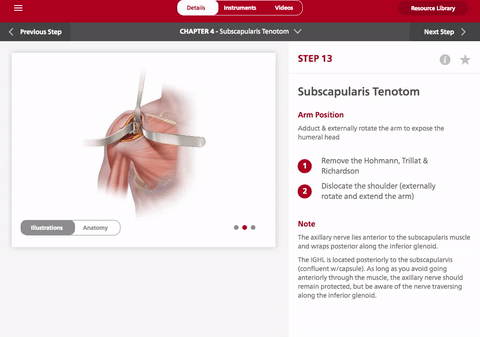 Details
Instruments
Videos
Resource Library
Previous Step
CHAPTER 4 - Subscapularis Tenotom
Next Step
STEP 13
Subscapularis Tenotom
Arm Position
Adduct & externally rotate the arm to expose the
humeral head
1 Remove the Hohmann, Trillat &
Richardson
2 Dislocate the shoulder (externally
rotate and extend the arm)
Note
The axillary nerve lies anterior to the subscapularis muscle
and wraps posterior along the inferior glenoid.
The IGHL is located posteriorly to the subscapularvis
(confluent w/capsule). As long as you avoid going
anteriorly through the muscle, the axillary nerve should
remain protected, but be aware of the nerve traversing
along the inferior glenoid.
Illustrations
Anatomy